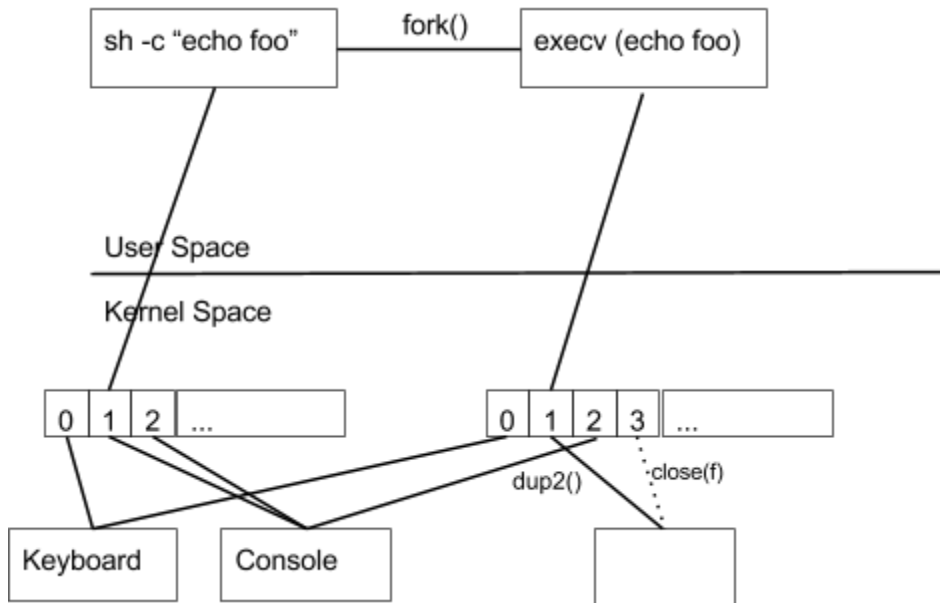 sh -c “echo foo”
fork()
execv (echo foo)
User Space
Kernel Space
0 1 2 ...
0 1 2 3 ...
dup2()
close(f)
Keyboard
Console